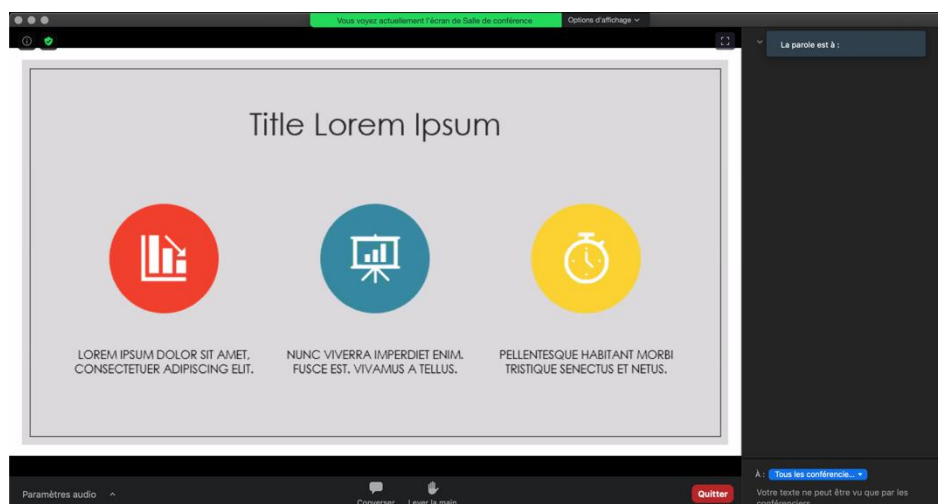 Vous voyez actuellement l'écran de Salle de conférence
Options d'affichage
La parole est à :
Title Lorem Ipsum
LOREM IPSUM DOLOR SIT AMET,
CONSECTETUER ADIPISCING ELIT.
NUNC VIVERRA IMPERDIET ENIM.
FUSCE EST. VIVAMUS A TELLUS.
PELLENTESQUE HABITANT MORBI
TRISTIQUE SENECTUS ET NETUS.
À : Tous les conférencie...
Votre texte ne peut être vu que par les
conférenciers
Paramètres audio
Converser
Lever la main
Quitter